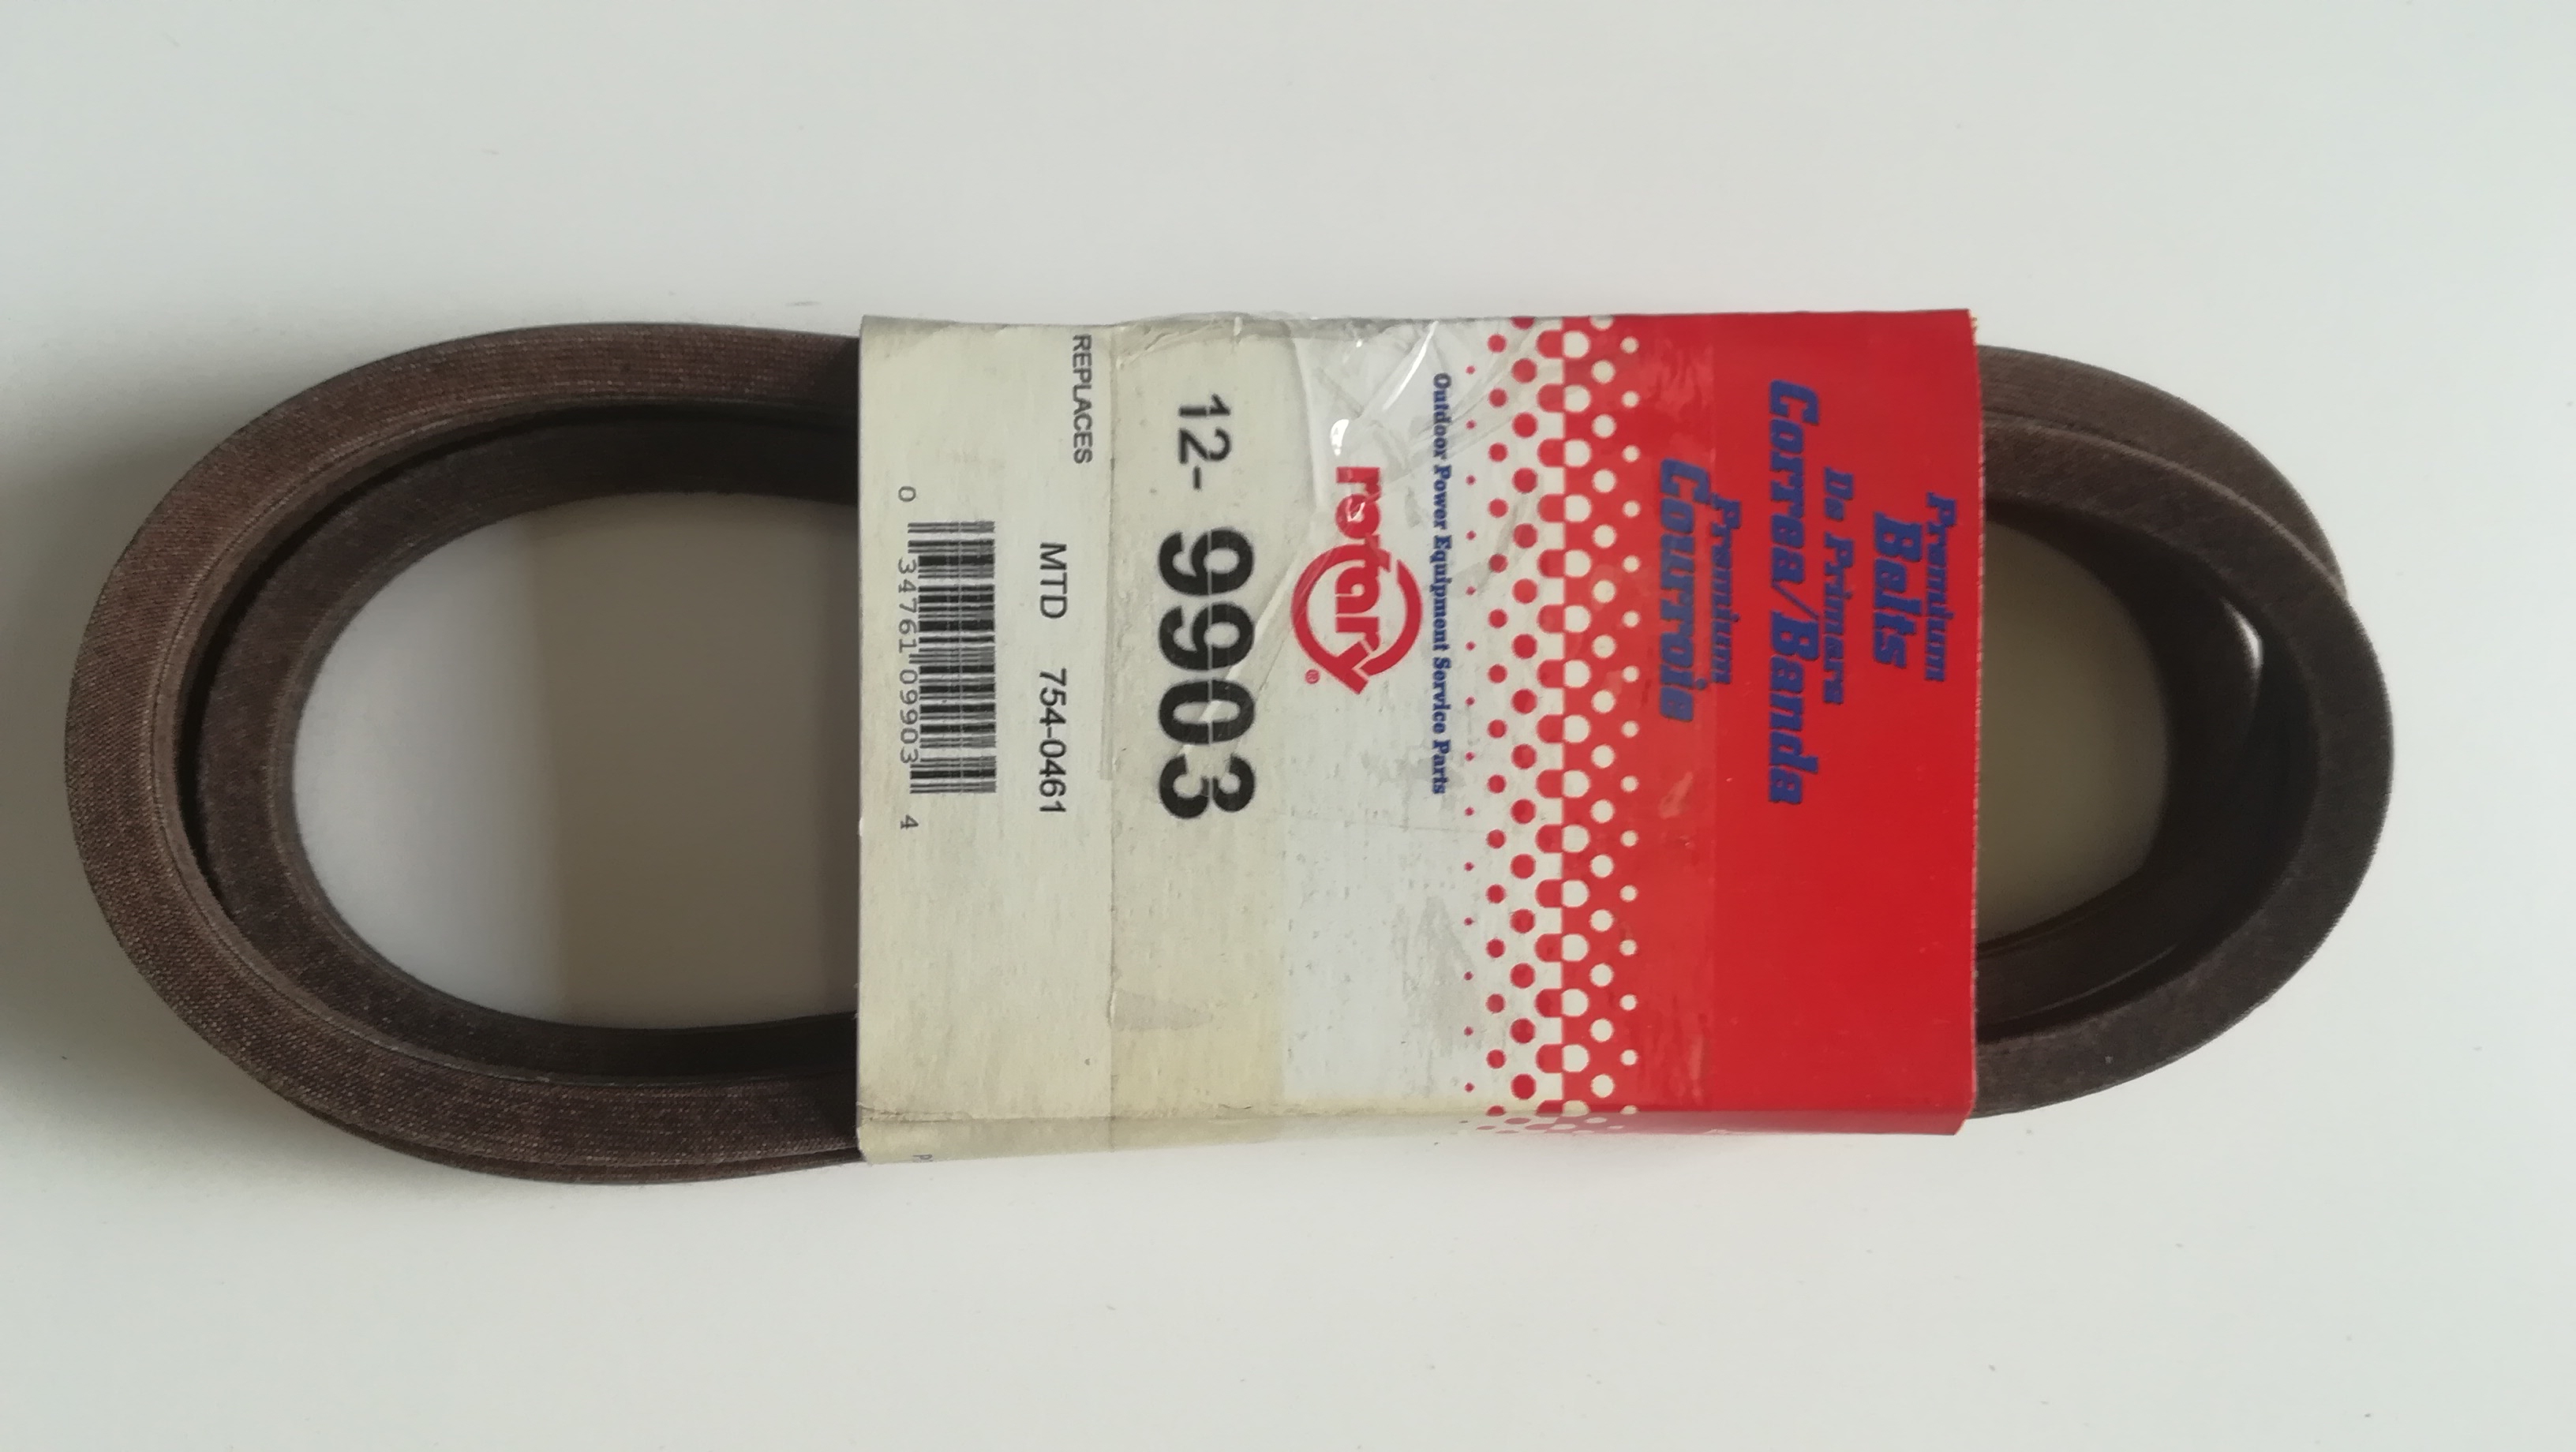 Premium
Belts
De Primera
Correa/Banda
Premium
Courroie
Outdoor Power Equipment Service Parts
rotary®
12- 9903
REPLACES
MTD 754-0461
0 34761 09903 4